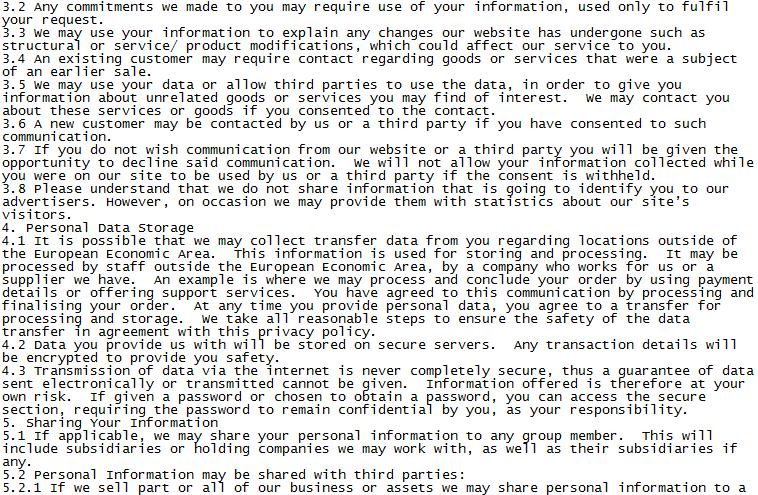 3.2 Any commitments we made to you may require use of your information, used only to fulfil
your request.
3.3 We may use your information to explain any changes our website has undergone such as
structural or service/ product modifications, which could affect our service to you.
3.4 An existing customer may require contact regarding goods or services that were a subject
of an earlier sale.
3.5 We may use your data or allow third parties to use the data, in order to give you
information about unrelated goods or services you may find of interest.  We may contact you
about these services or goods if you consented to the contact.
3.6 A new customer may be contacted by us or a third party if you have consented to such
communication.
3.7 If you do not wish communication from our website or a third party you will be given the
opportunity to decline said communication.  We will not allow your information collected while
you were on our site to be used by us or a third party if the consent is withheld.
3.8 Please understand that we do not share information that is going to identify you to our
advertisers. However, on occasion we may provide them with statistics about our site's
visitors.
4. Personal Data Storage
4.1 It is possible that we may collect transfer data from you regarding locations outside of
the European Economic Area.  This information is used for storing and processing.  It may be
processed by staff outside the European Economic Area, by a company who works for us or a
supplier we have.  An example is where we may process and conclude your order by using payment
details or offering support services.  You have agreed to this communication by processing and
finalising your order.  At any time you provide personal data, you agree to a transfer for
processing and storage.  We take all reasonable steps to ensure the safety of the data
transfer in agreement with this privacy policy.
4.2 Data you provide us with will be stored on secure servers.  Any transaction details will
be encrypted to provide you safety.
4.3 Transmission of data via the internet is never completely secure, thus a guarantee of data
sent electronically or transmitted cannot be given.  Information offered is therefore at your
own risk.  If given a password or chosen to obtain a password, you can access the secure
section, requiring the password to remain confidential by you, as your responsibility.
5. Sharing Your Information
5.1 If applicable, we may share your personal information to any group member.  This will
include subsidiaries or holding companies we may work with, as well as their subsidiaries if
any.
5.2 Personal Information may be shared with third parties:
5.2.1 If we sell part or all of our business or assets we may share personal information to a